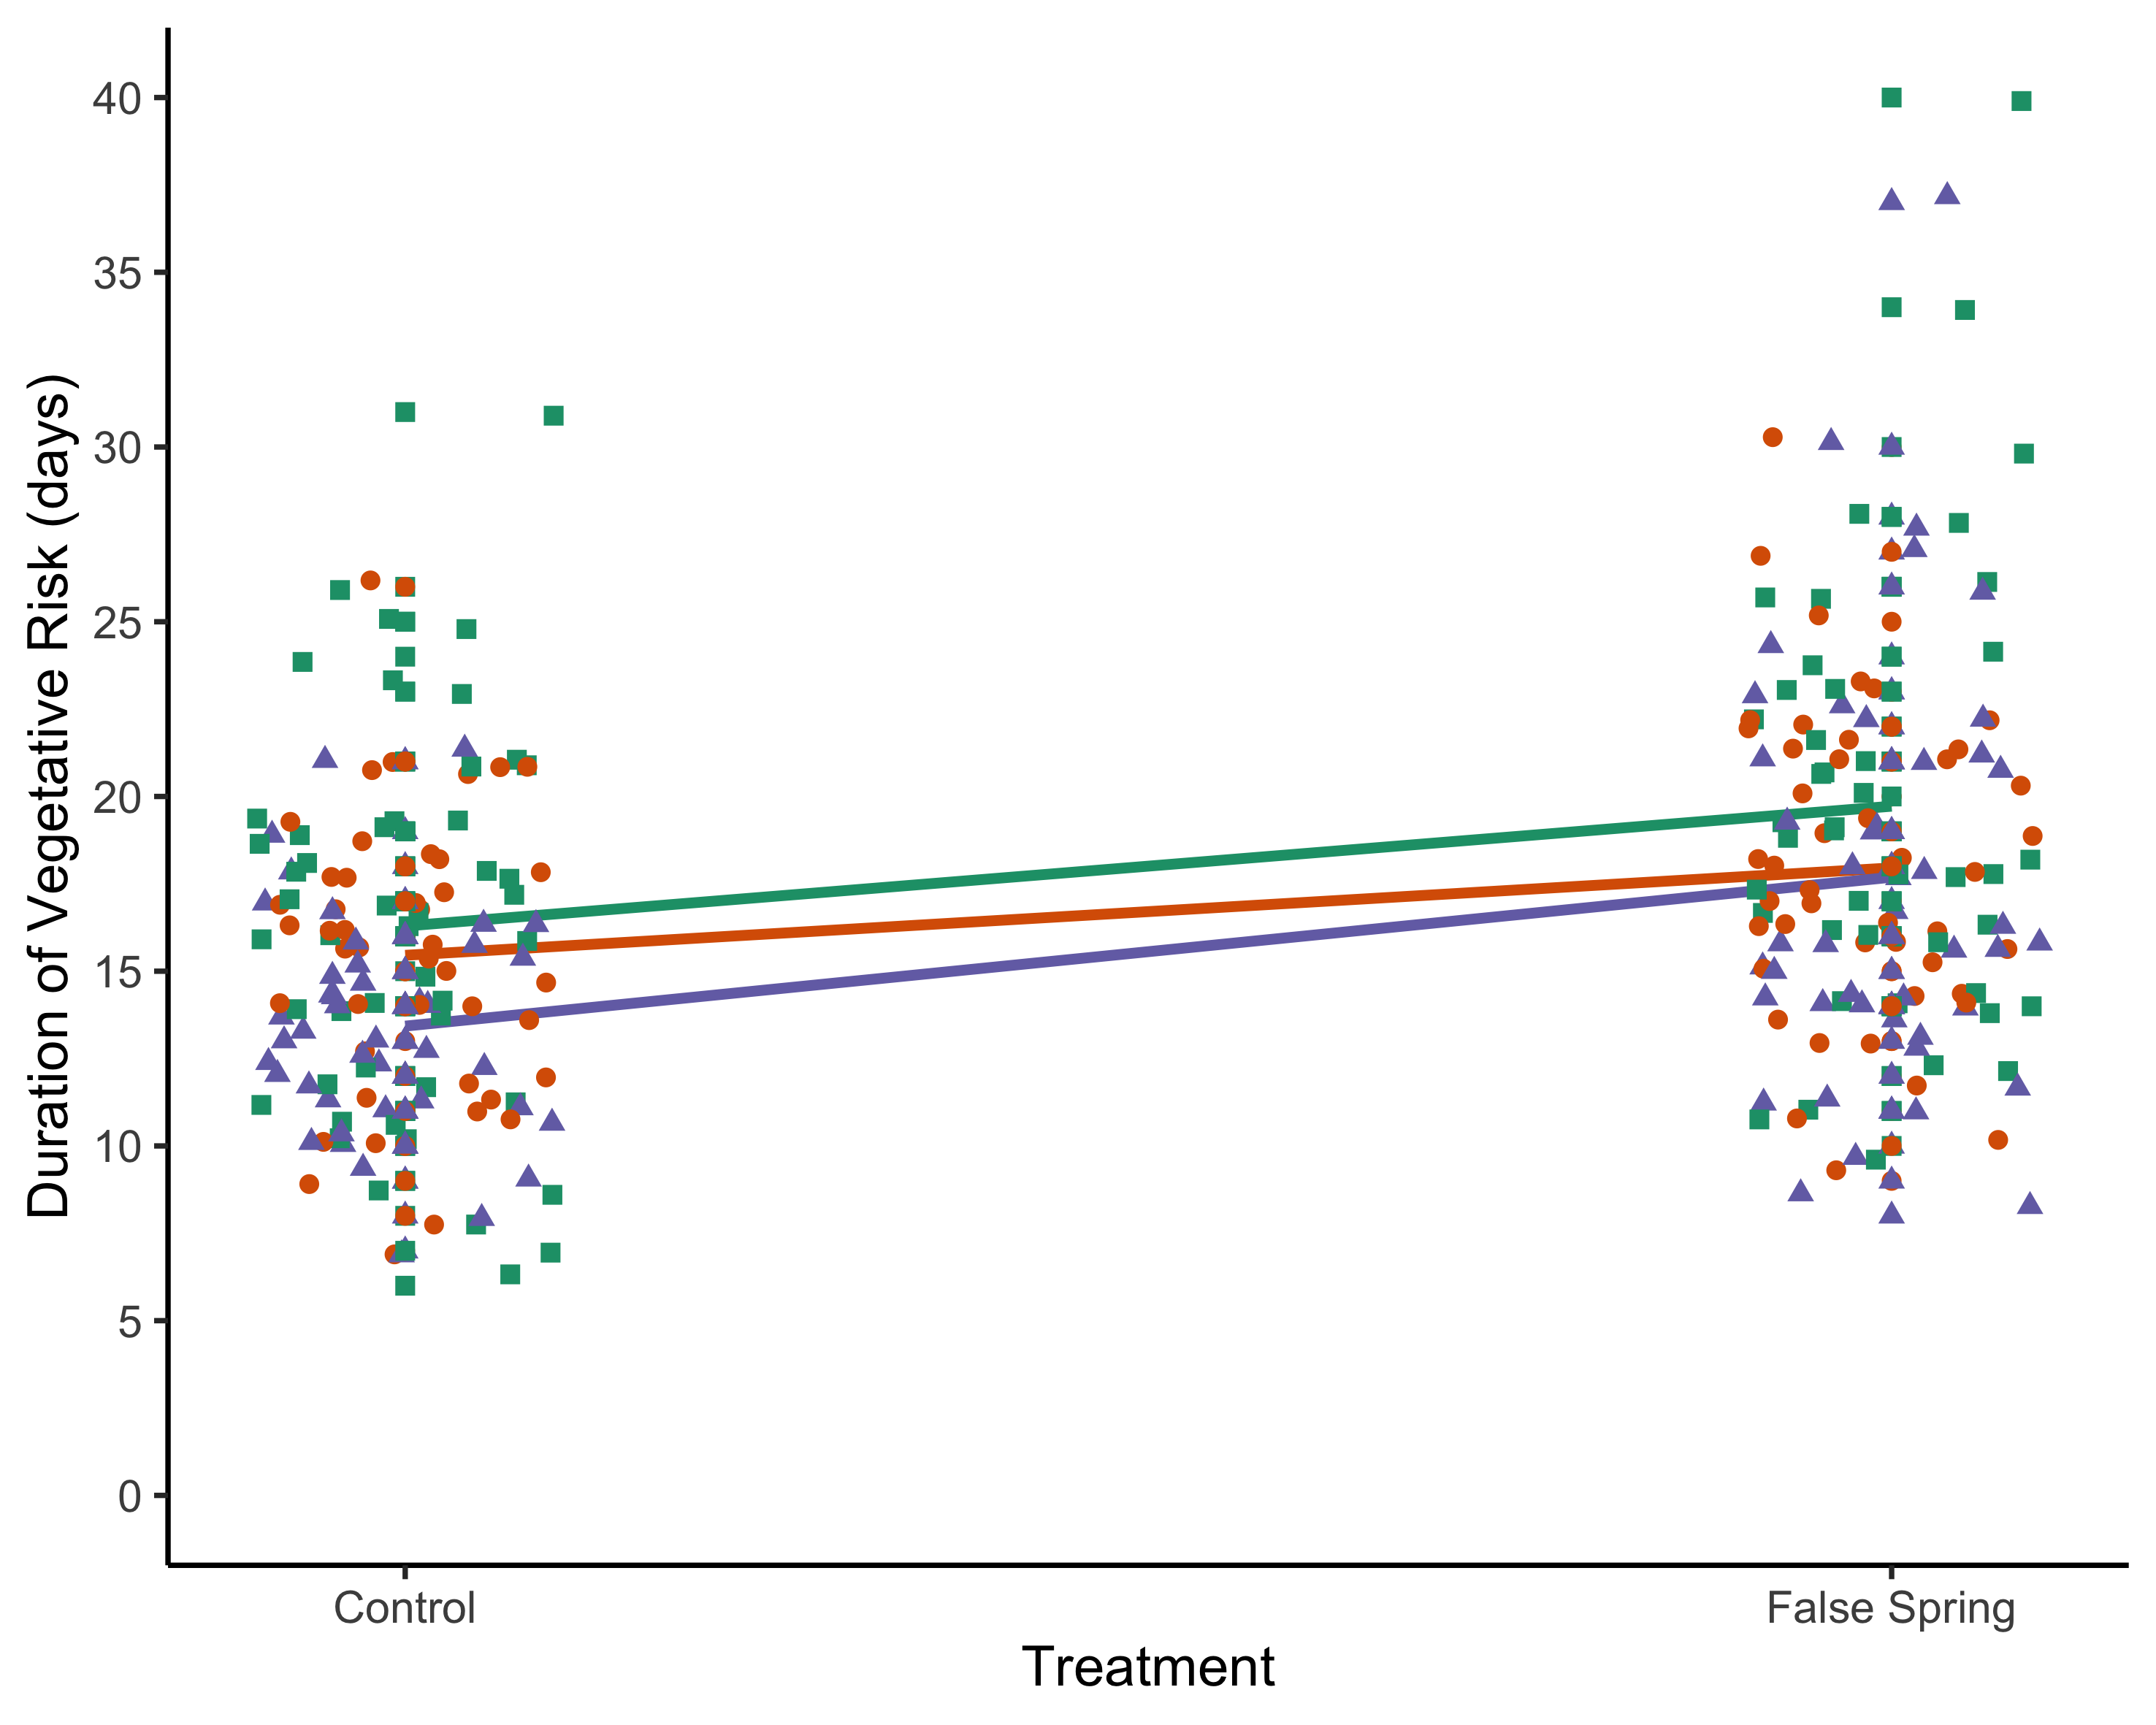 Duration of Vegetative Risk (days)
40
35
30
25
20
15
10
5
0
Control
False Spring
Treatment